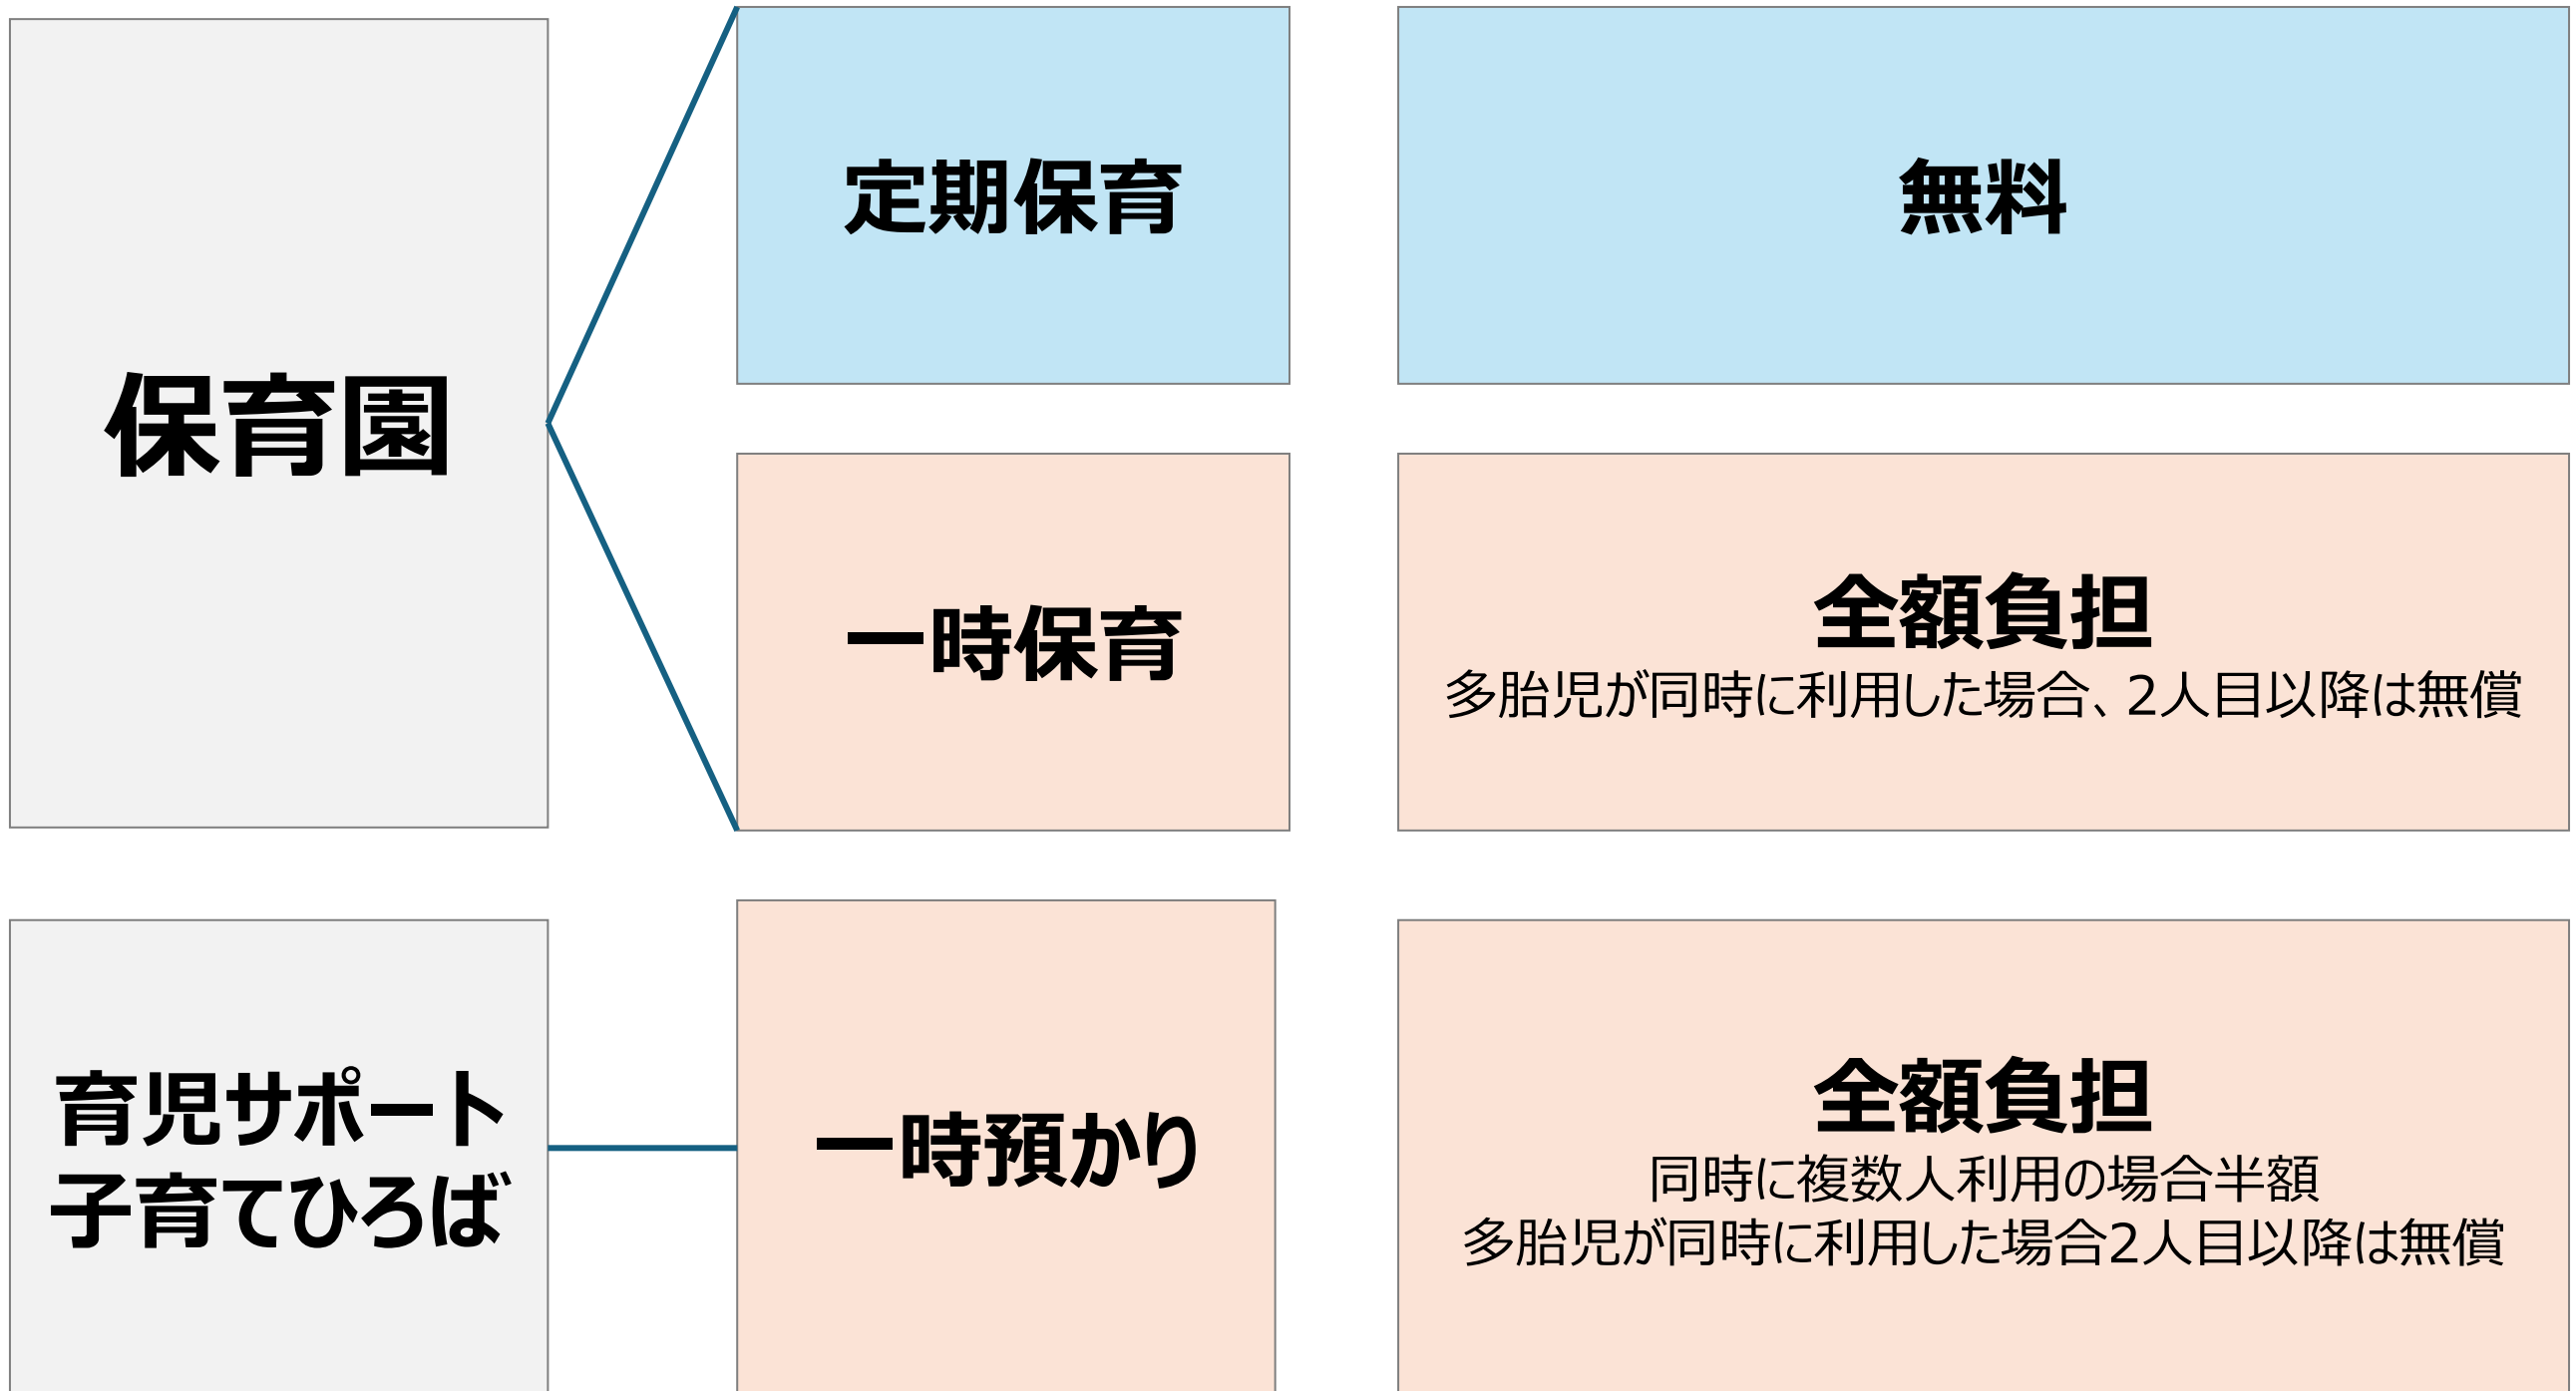 保育園
定期保育
無料
一時保育
全額負担
多胎児が同時に利用した場合、2人目以降は無償
育児サポート
子育てひろば
一時預かり
全額負担
同時に複数人利用の場合半額
多胎児が同時に利用した場合2人目以降は無償